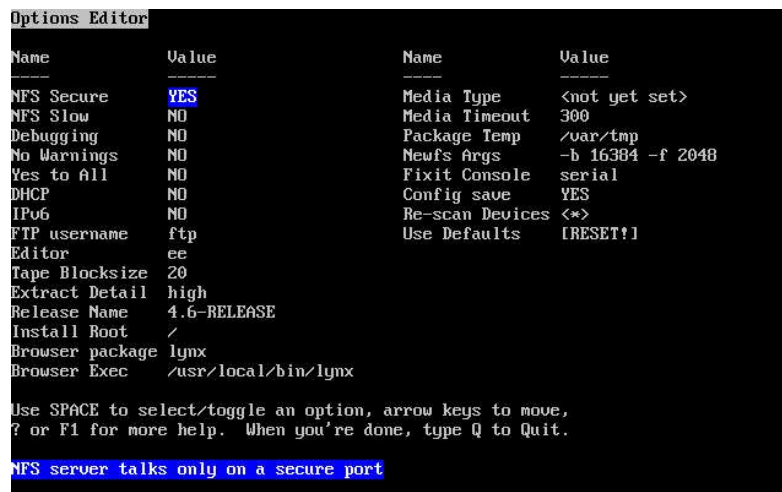 Options Editor
Name Value Name Value
---- ----- ---- -----
NFS Secure YES Media Type <not yet set>
NFS Slow NO Media Timeout 300
Debugging NO Package Temp /var/tmp
No Warnings NO Newfs Args -b 16384 -f 2048
Yes to All NO Fixit Console serial
DHCP NO Config save YES
IPv6 NO Re-scan Devices <*>
FTP username ftp Use Defaults [RESET!]
Editor ee
Tape Blocksize 20
Extract Detail high
Release Name 4.6-RELEASE
Install Root /
Browser package lynx
Browser Exec /usr/local/bin/lynx
Use SPACE to select/toggle an option, arrow keys to move,
? or F1 for more help. When you're done, type Q to Quit.
NFS server talks only on a secure port